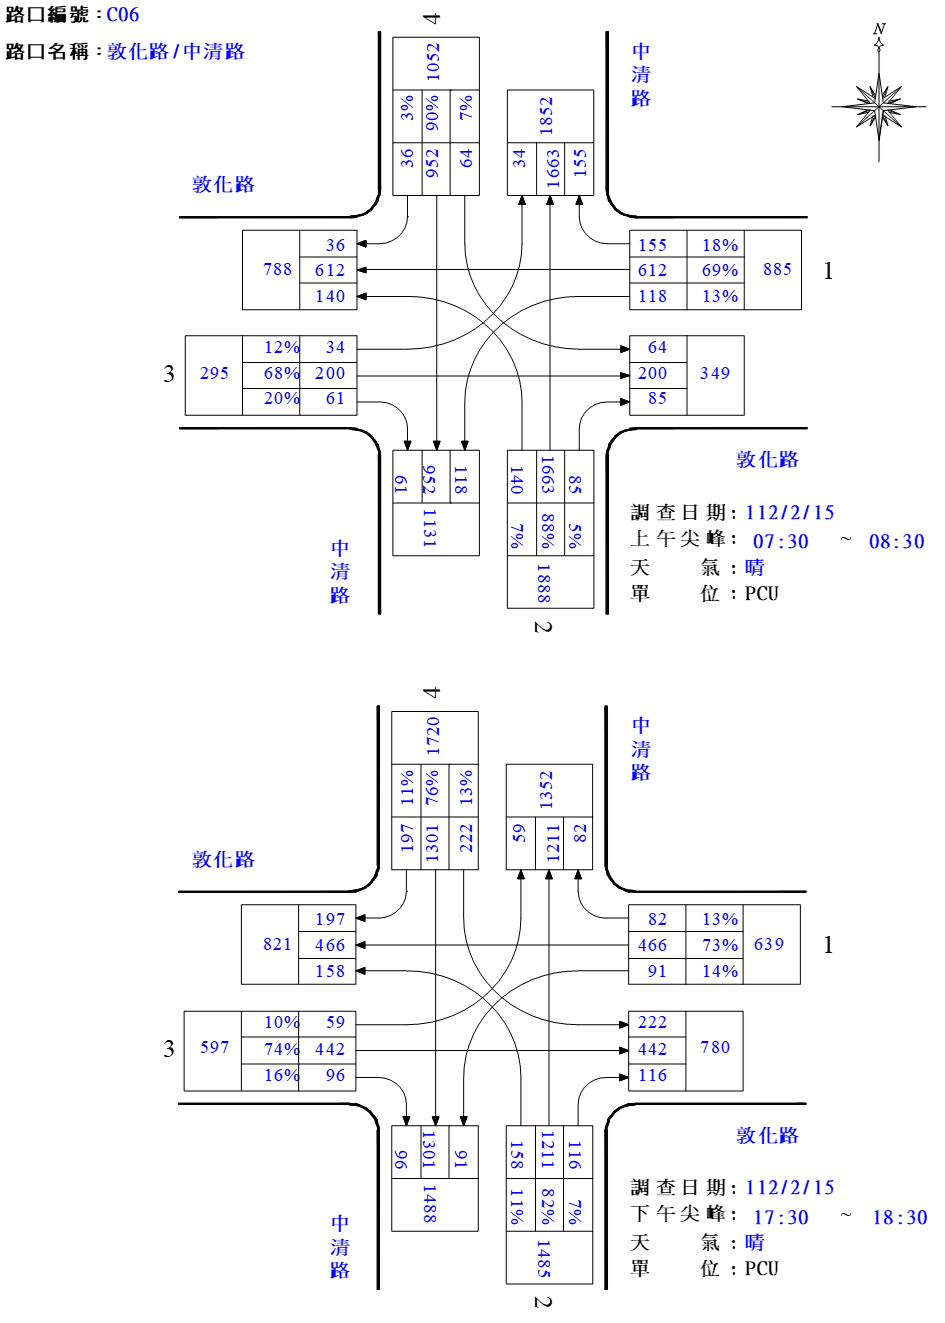 路口編號：C06
路口名稱：敦化路/中清路
N
4
中清路
1052
3% 90% 7%
36 952 64
1852
34 1663 155
敦化路
788
36
612
140
155 18%
612 69%
118 13%
885
1
3
295
12% 34
68% 200
20% 61
64
200
85
349
61 952 118
1131
140 1663 85
7% 88% 5%
1888
2
敦化路
中清路
調查日期：112/2/15
上午尖峰：07:30 ~ 08:30
天 氣：晴
單 位：PCU
4
中清路
1720
11% 76% 13%
197 1301 222
1352
59 1211 82
敦化路
821
197
466
158
82 13%
466 73%
91 14%
639
1
3
597
10% 59
74% 442
16% 96
222
442
116
780
96 1301 91
1488
158 1211 116
11% 82% 7%
1485
2
敦化路
中清路
調查日期：112/2/15
下午尖峰：17:30 ~ 18:30
天 氣：晴
單 位：PCU